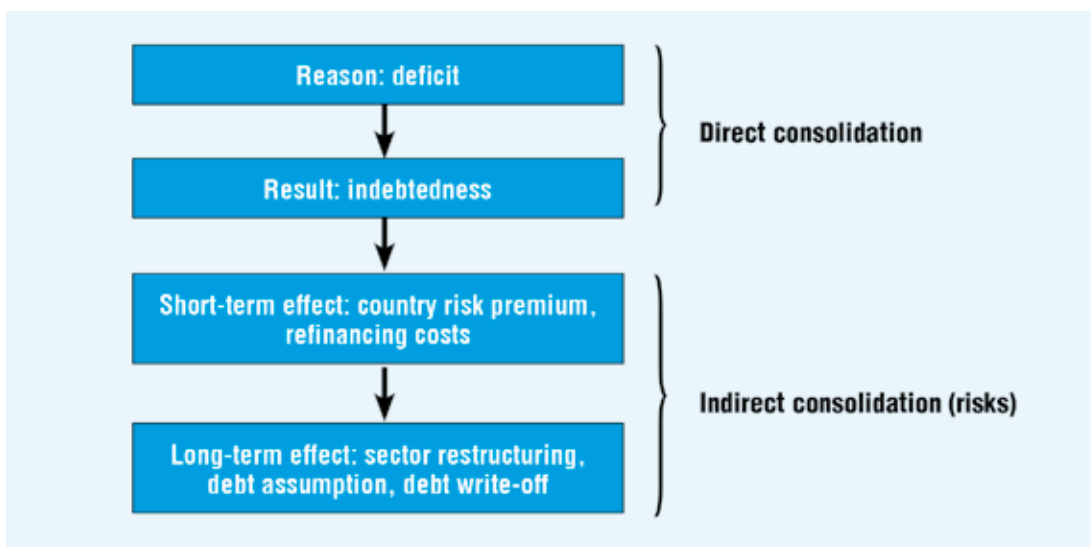 Reason: deficit
Direct consolidation
Result: indebtedness
Short-term effect: country risk premium,
refinancing costs
Indirect consolidation (risks)
Long-term effect: sector restructuring,
debt assumption, debt write-off